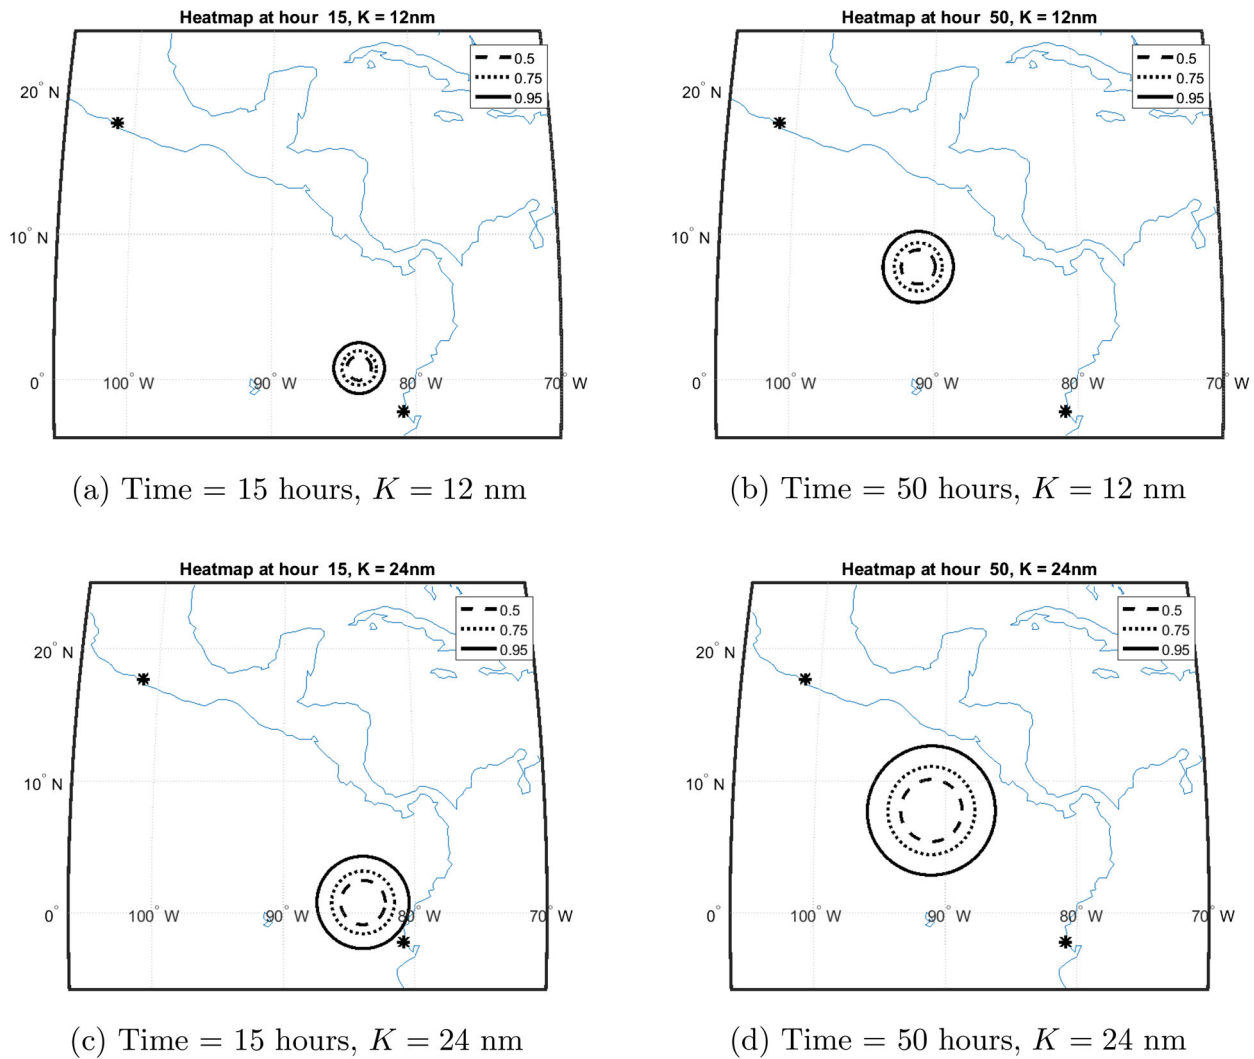 Heatmap at hour  15, K = 12nm
0.5
0.75
0.95
20° N
10° N
0°
100° W
90° W
80° W
70° W
(a) Time = 15 hours, K = 12 nm
Heatmap at hour  50, K = 12nm
0.5
0.75
0.95
20° N
10° N
0°
100° W
90° W
80° W
70° W
(b) Time = 50 hours, K = 12 nm
Heatmap at hour  15, K = 24nm
0.5
0.75
0.95
20° N
10° N
0°
100° W
90° W
80° W
70° W
(c) Time = 15 hours, K = 24 nm
Heatmap at hour  50, K = 24nm
0.5
0.75
0.95
20° N
10° N
0°
100° W
90° W
80° W
70° W
(d) Time = 50 hours, K = 24 nm